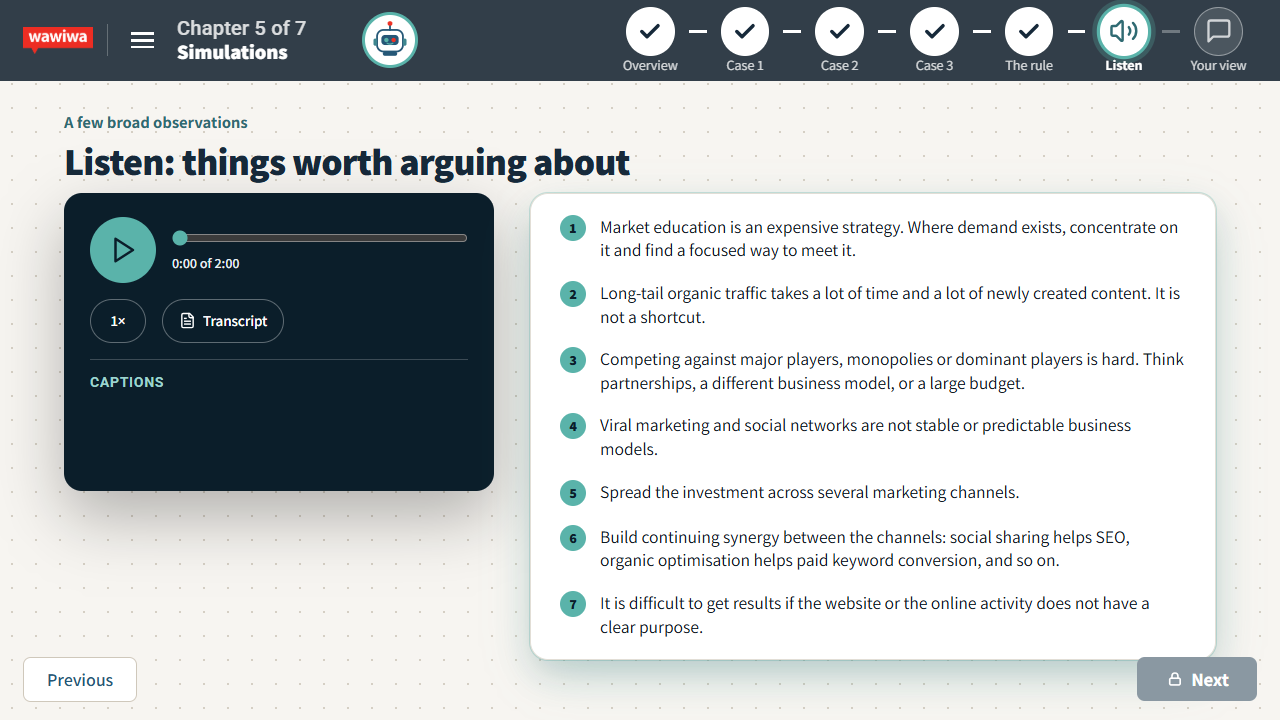 wawiwa
Chapter 5 of 7
Simulations
Overview
Case 1
Case 2
Case 3
The rule
Listen
Your view
A few broad observations
Listen: things worth arguing about
0:00 of 2:00
1×
Transcript
CAPTIONS
1
Market education is an expensive strategy. Where demand exists, concentrate on
it and find a focused way to meet it.
2
Long-tail organic traffic takes a lot of time and a lot of newly created content. It is
not a shortcut.
3
Competing against major players, monopolies or dominant players is hard. Think
partnerships, a different business model, or a large budget.
4
Viral marketing and social networks are not stable or predictable business
models.
5
Spread the investment across several marketing channels.
6
Build continuing synergy between the channels: social sharing helps SEO,
organic optimisation helps paid keyword conversion, and so on.
7
It is difficult to get results if the website or the online activity does not have a
clear purpose.
Previous
Next